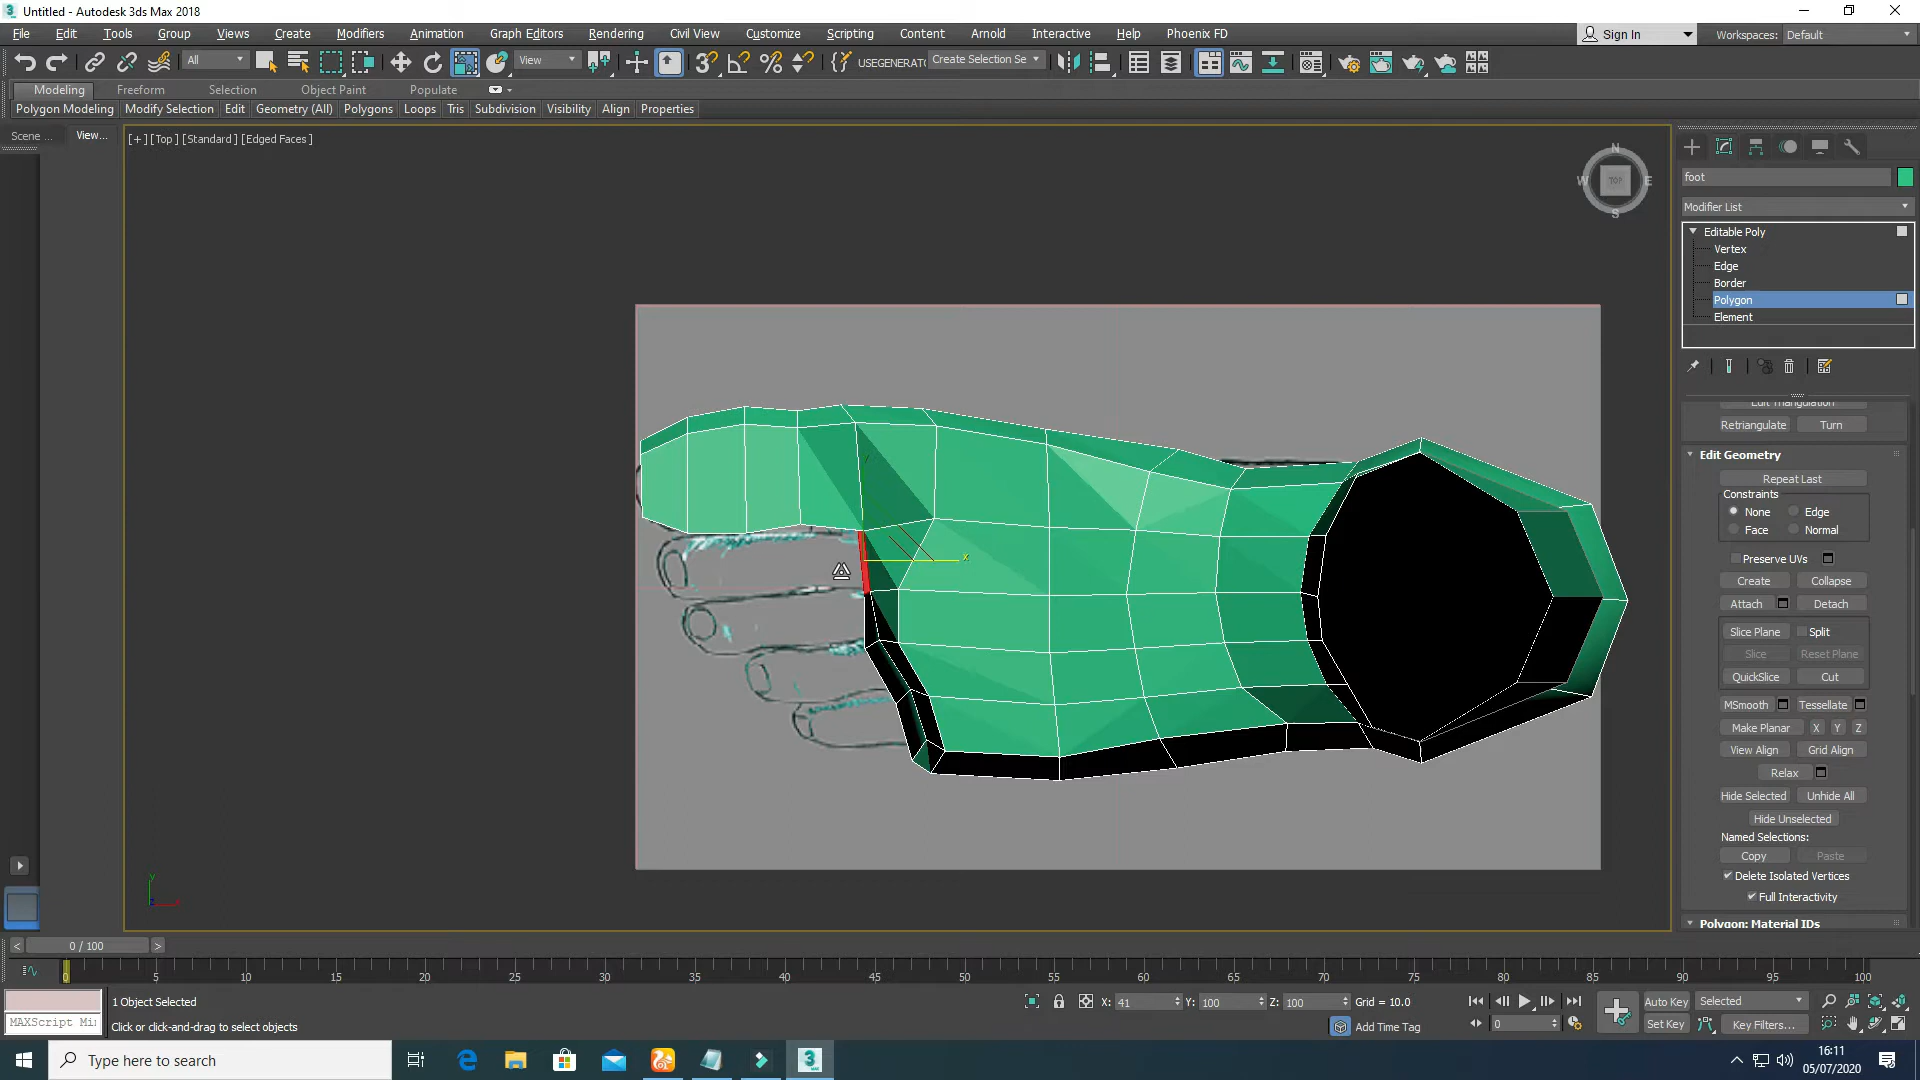 Untitled - Autodesk 3ds Max 2018
File Edit Tools Group Views Create Modifiers Animation Graph Editors Rendering Civil View Customize Scripting Content Arnold Interactive Help Phoenix FD
Sign In
Workspaces: Default
All
View
USEGENERATO
Create Selection Se
Modeling Freeform Selection Object Paint Populate
Polygon Modeling Modify Selection Edit Geometry (All) Polygons Loops Tris Subdivision Visibility Align Properties
Scene ... View...
[+] [Top] [Standard] [Edged Faces]
N
W TOP E
S
foot
Modifier List
Editable Poly
Vertex
Edge
Border
Polygon
Element
Edit Triangulation
Retriangulate Turn
Edit Geometry
Repeat Last
Constraints
None Edge
Face Normal
Preserve UVs
Create Collapse
Attach Detach
Slice Plane Split
Slice Reset Plane
QuickSlice Cut
MSmooth Tessellate
Make Planar X Y Z
View Align Grid Align
Relax
Hide Selected Unhide All
Hide Unselected
Named Selections:
Copy Paste
Delete Isolated Vertices
Full Interactivity
Polygon: Material IDs
x
y
< 0 / 100 >
0 5 10 15 20 25 30 35 40 45 50 55 60 65 70 75 80 85 90 95 100
1 Object Selected
X: 41 Y: 100 Z: 100 Grid = 10.0
Auto Key Selected
MAXScript Mi
Click or click-and-drag to select objects
Add Time Tag
0
Set Key Key Filters...
Type here to search
3
MAX
16:11
05/07/2020